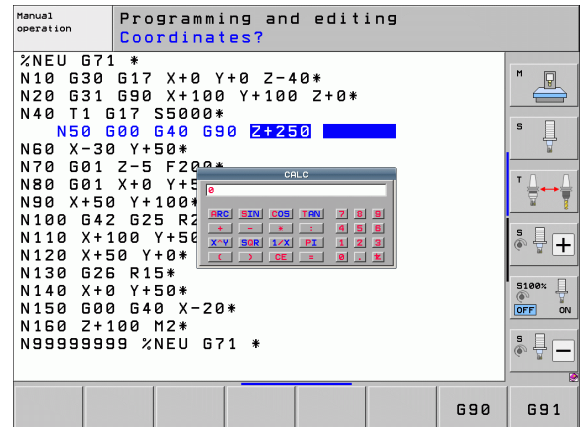 Manual
operation
Programming and editing
Coordinates?
%NEU G71 *
N10 G30 G17 X+0 Y+0 Z-40*
N20 G31 G90 X+100 Y+100 Z+0*
N40 T1 G17 S5000*
N50 G00 G40 G90 Z+250
N60 X-30 Y+50*
N70 G01 Z-5 F200*
N80 G01 X+0 Y+5
N90 X+50 Y+100*
N100 G42 G25 R2
N110 X+100 Y+50
N120 X+50 Y+0*
N130 G26 R15*
N140 X+0 Y+50*
N150 G00 G40 X-20*
N160 Z+100 M2*
N99999999 %NEU G71 *
CALC
0
ARC SIN COS TAN 7 8 9
+ - * : 4 5 6
X^Y SQR 1/X PI 1 2 3
( ) CE = 0 .
M
S
T
S
+
S100%
OFF ON
S
-
G90 G91